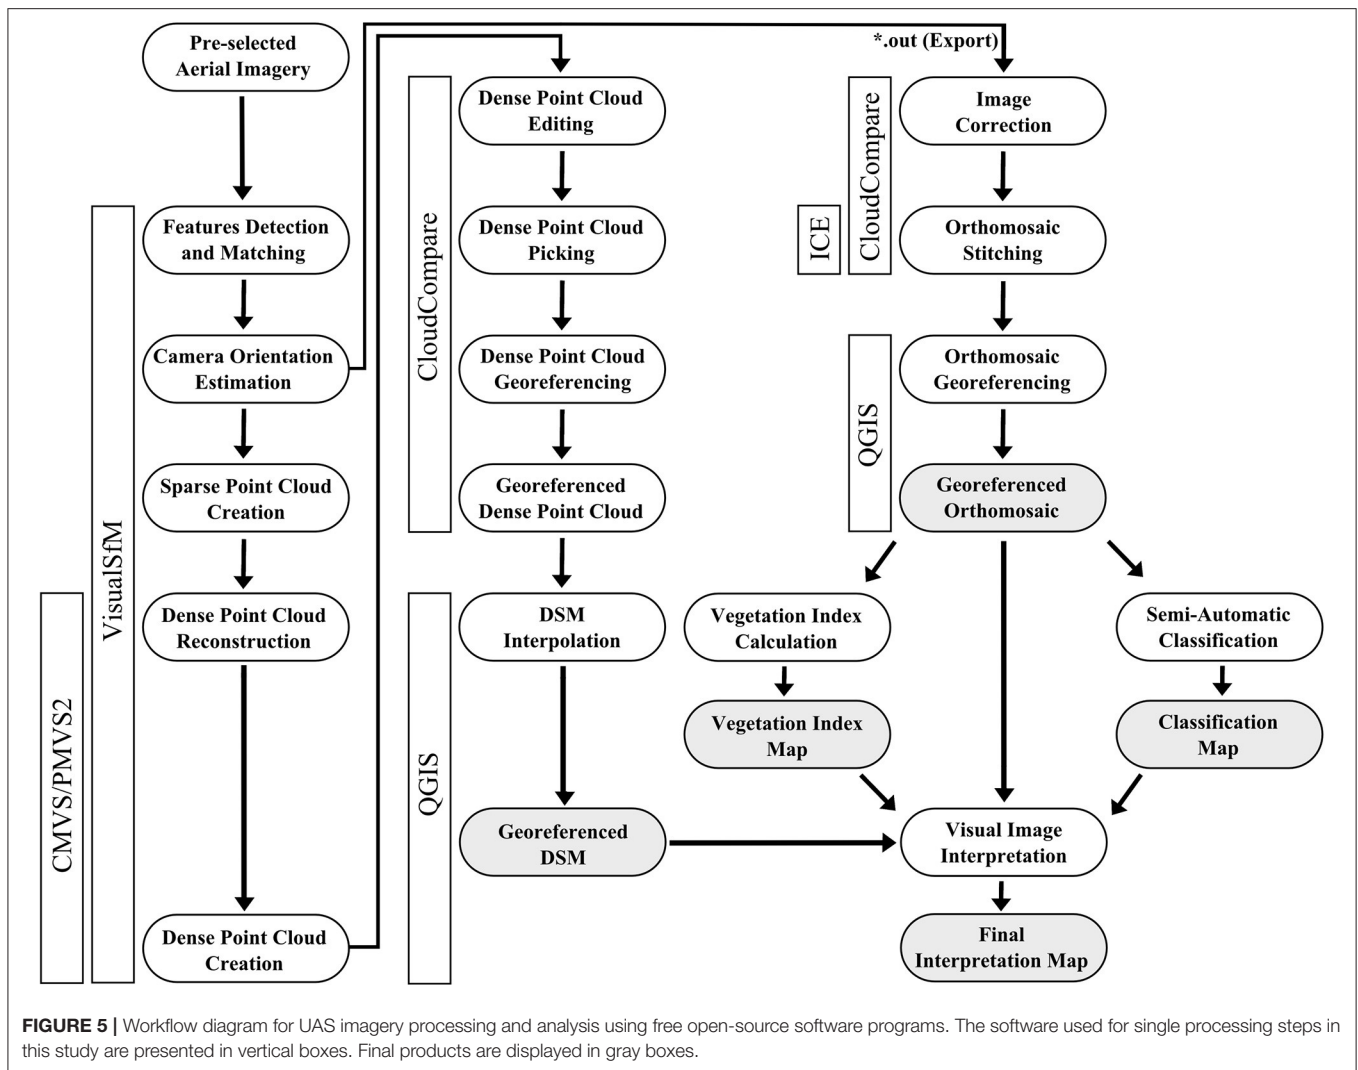 Pre-selected
Aerial Imagery
Features Detection
and Matching
Camera Orientation
Estimation
Sparse Point Cloud
Creation
Dense Point Cloud
Reconstruction
Dense Point Cloud
Creation
VisualSfM
CMVS/PMVS2
Dense Point Cloud
Editing
Dense Point Cloud
Picking
Dense Point Cloud
Georeferencing
Georeferenced
Dense Point Cloud
CloudCompare
DSM
Interpolation
Georeferenced
DSM
QGIS
*.out (Export)
Image
Correction
Orthomosaic
Stitching
CloudCompare
ICE
Orthomosaic
Georeferencing
Georeferenced
Orthomosaic
QGIS
Vegetation Index
Calculation
Vegetation Index
Map
Semi-Automatic
Classification
Classification
Map
Visual Image
Interpretation
Final
Interpretation Map
FIGURE 5 | Workflow diagram for UAS imagery processing and analysis using free open-source software programs. The software used for single processing steps in
this study are presented in vertical boxes. Final products are displayed in gray boxes.